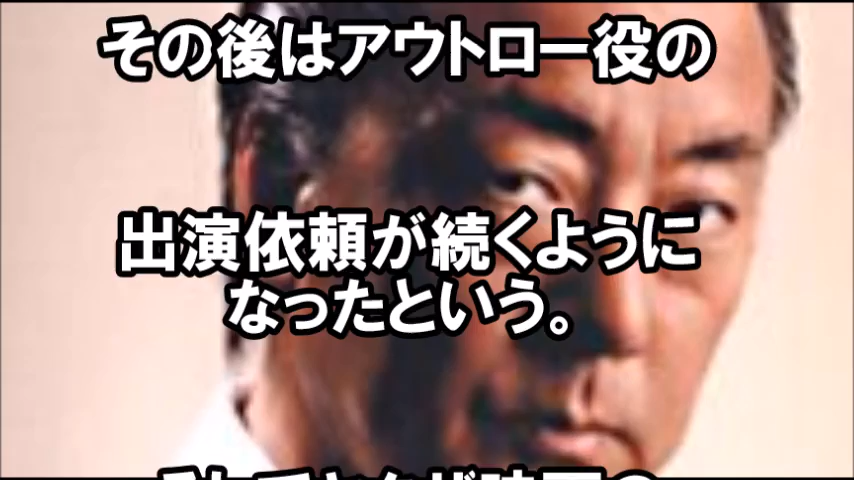 その後はアウトロー役の
出演依頼が続くように
なったという。